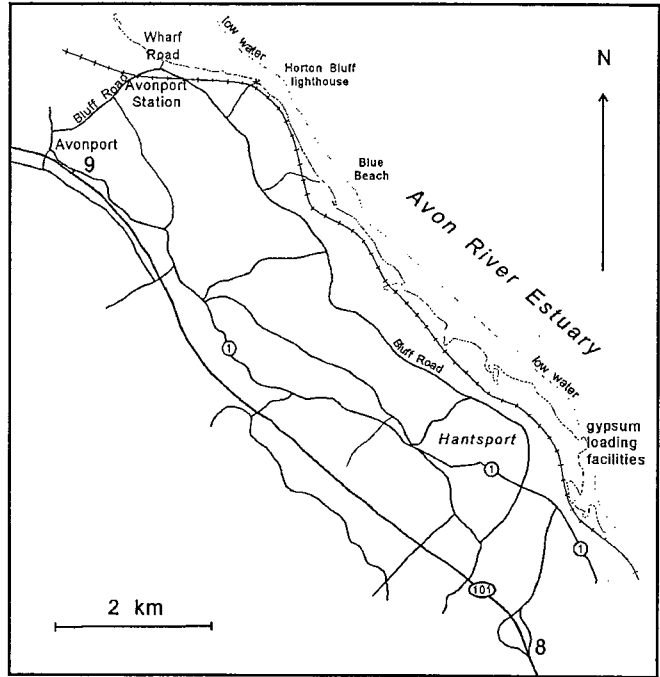 low water
Wharf
Road
N
Horton Bluff
lighthouse
Bluff Road
Avonport
Station
Avonport
9
Blue
Beach
Avon River Estuary
1
Bluff Road
low water
Hantsport
gypsum
loading
facilities
1
1
2 km
101
8